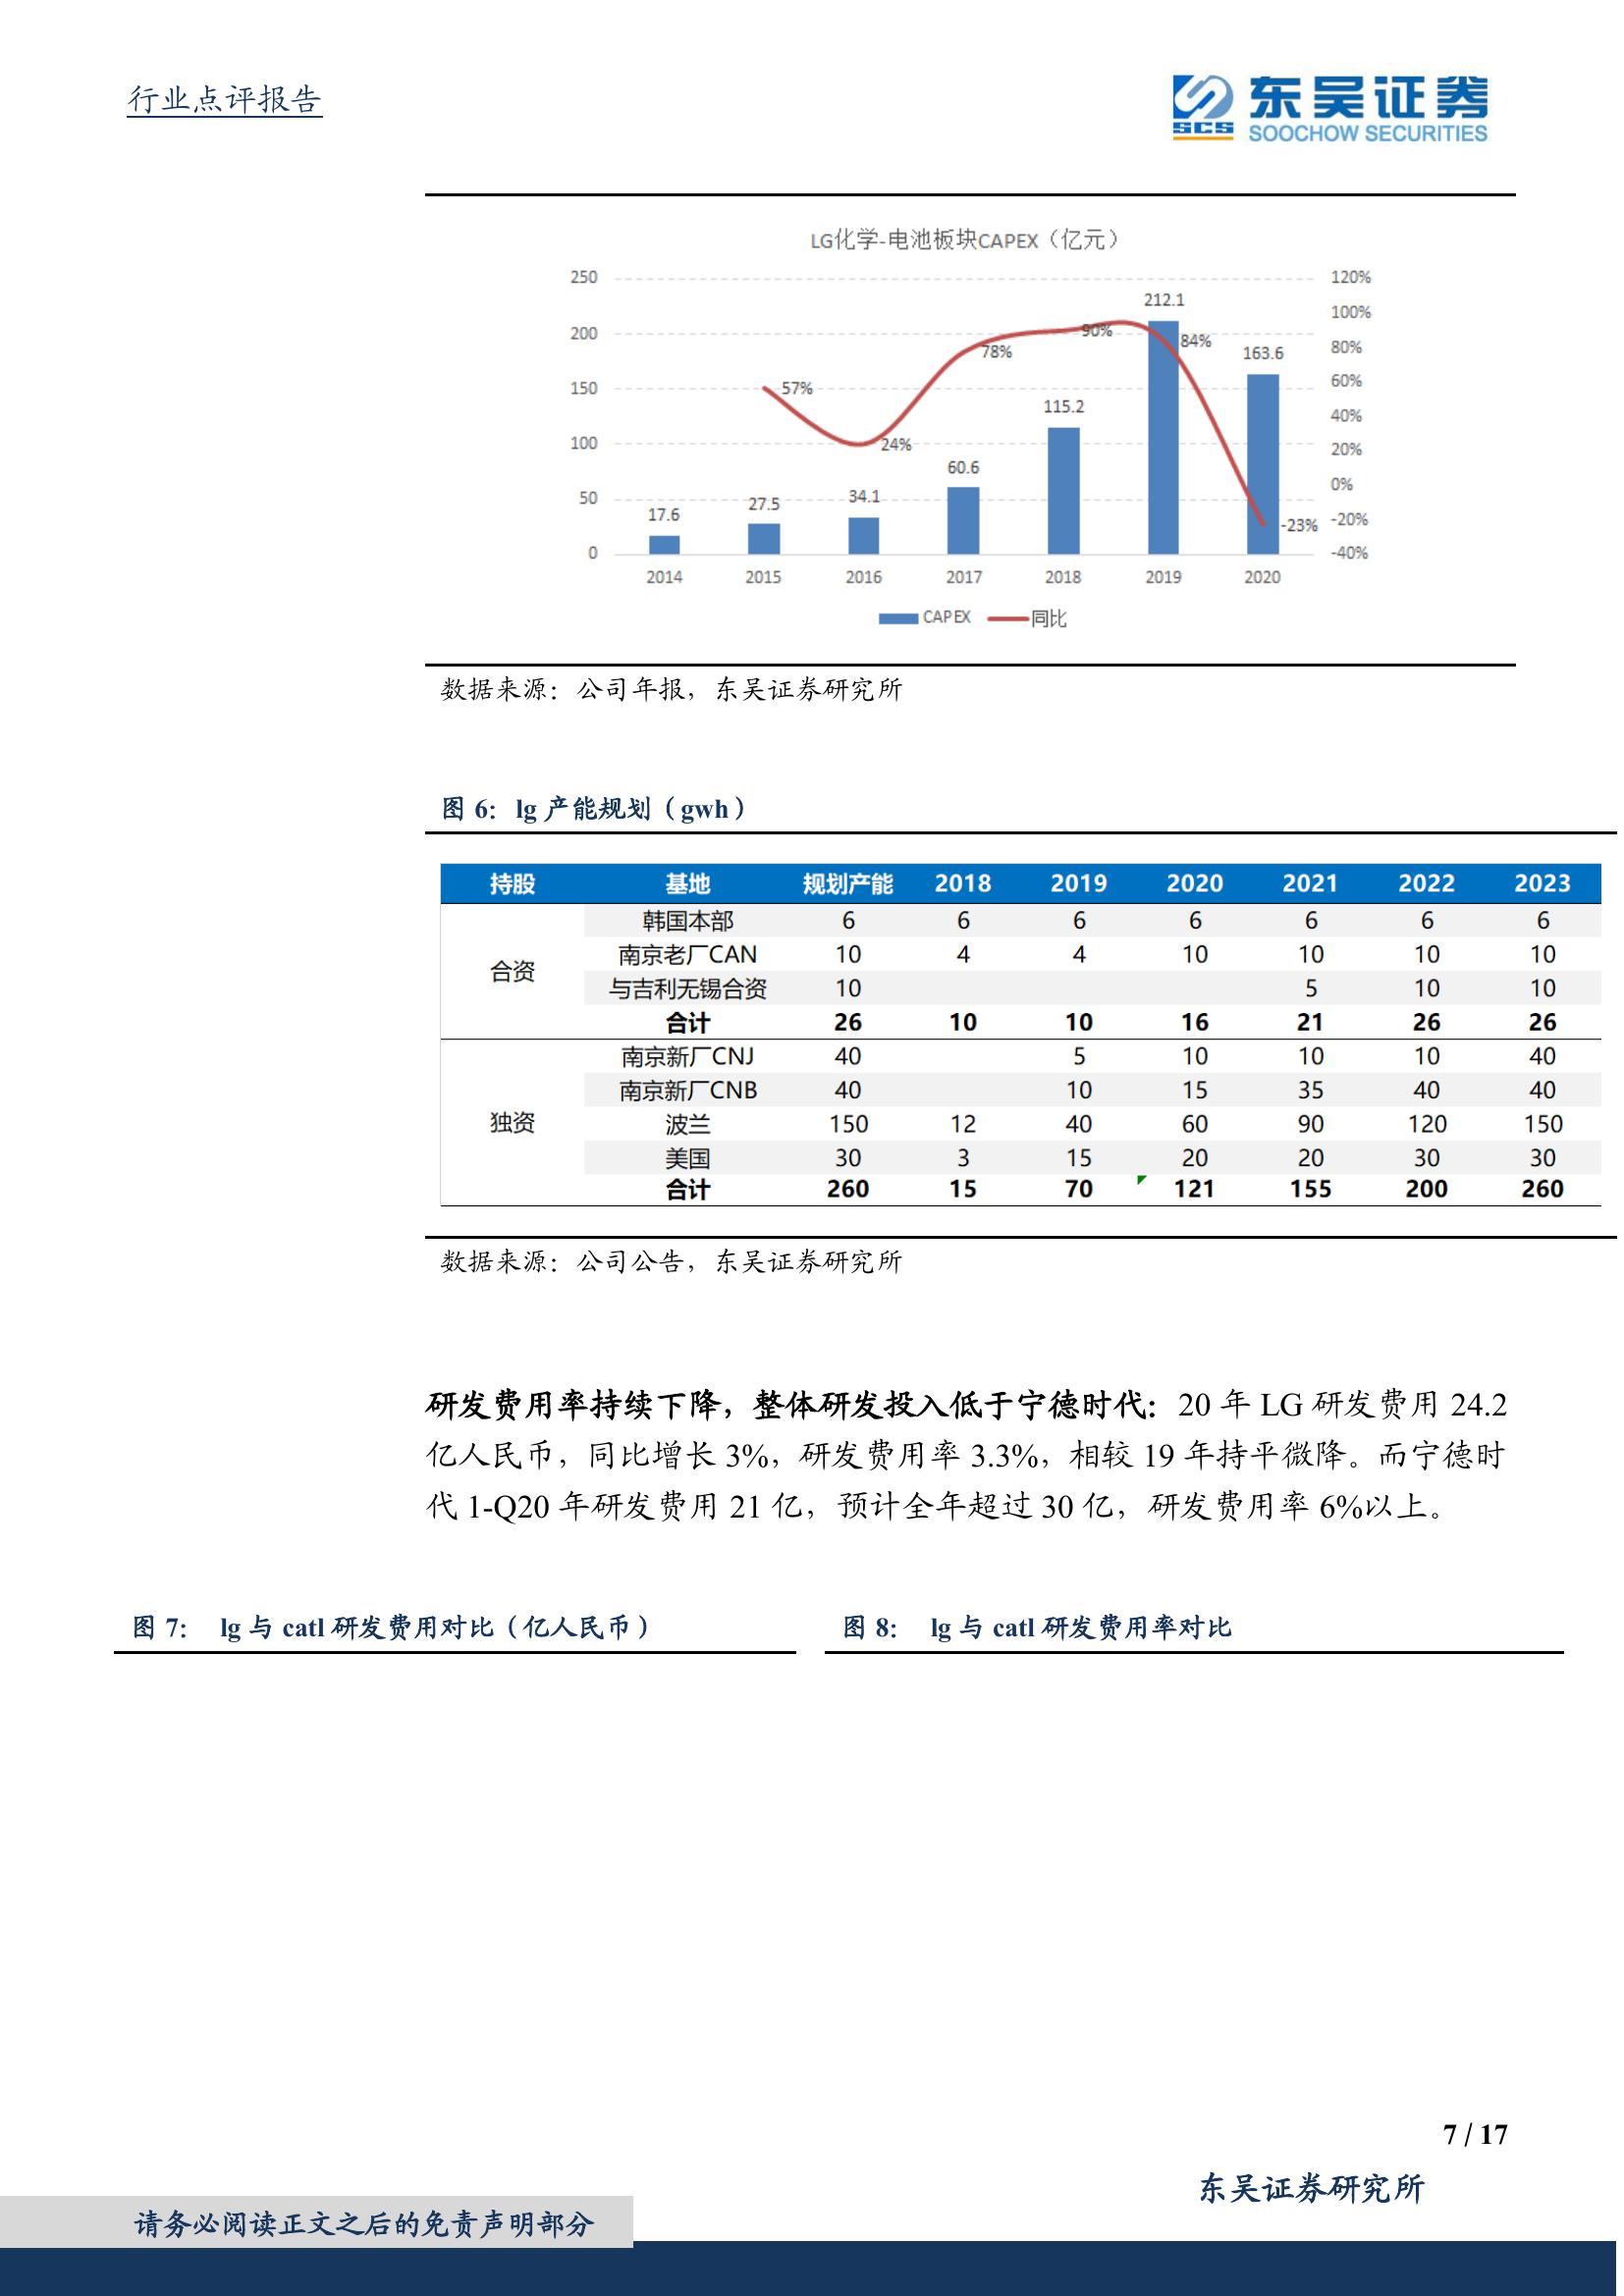 行业点评报告
SCS
东吴证券
SOOCHOW SECURITIES
LG化学-电池板块CAPEX（亿元）
250 120%
212.1 100%
200 90% 84% 163.6 80%
78%
150 57% 60%
115.2 40%
100 24% 20%
60.6
50 17.6 27.5 34.1 0%
-23% -20%
0 -40%
2014 2015 2016 2017 2018 2019 2020
CAPEX 同比
数据来源：公司年报，东吴证券研究所
图 6： lg 产能规划（gwh）
持股 基地 规划产能 2018 2019 2020 2021 2022 2023
韩国本部 6 6 6 6 6 6 6
合资 南京老厂CAN 10 4 4 10 10 10 10
与吉利无锡合资 10 5 10 10
合计 26 10 10 16 21 26 26
南京新厂CNJ 40 5 10 10 10 40
南京新厂CNB 40 10 15 35 40 40
独资 波兰 150 12 40 60 90 120 150
美国 30 3 15 20 20 30 30
合计 260 15 70 121 155 200 260
数据来源：公司公告，东吴证券研究所
研发费用率持续下降，整体研发投入低于宁德时代：20 年 LG 研发费用 24.2
亿人民币，同比增长 3%，研发费用率 3.3%，相较 19 年持平微降。而宁德时
代 1-Q20 年研发费用 21 亿，预计全年超过 30 亿，研发费用率 6%以上。
图 7： lg 与 catl 研发费用对比（亿人民币）
图 8： lg 与 catl 研发费用率对比
7 / 17
东吴证券研究所
请务必阅读正文之后的免责声明部分